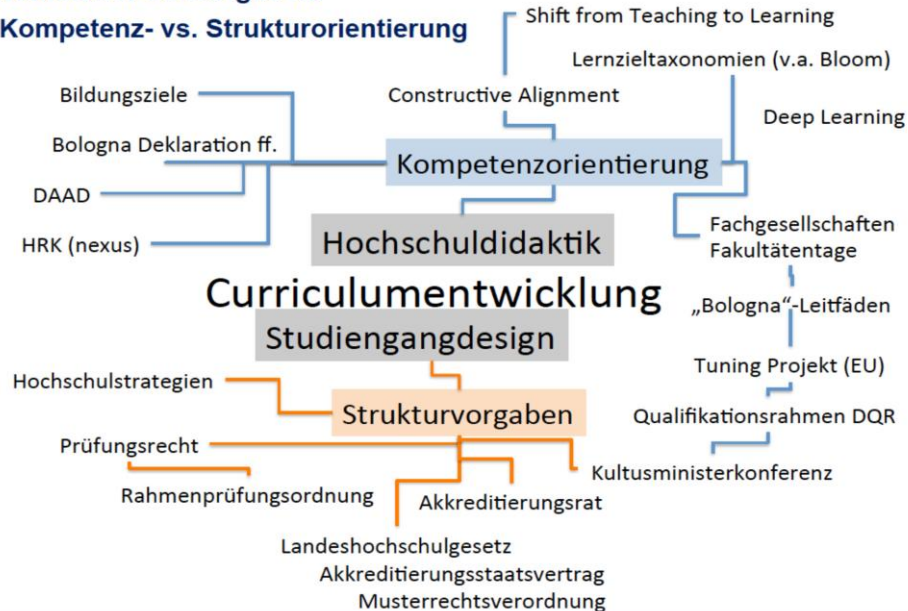 Kompetenz- vs. Strukturorientierung
Shift from Teaching to Learning
Lernzieltaxonomien (v.a. Bloom)
Bildungsziele
Constructive Alignment
Deep Learning
Bologna Deklaration ff.
Kompetenzorientierung
DAAD
Fachgesellschaften
Fakultätentage
HRK (nexus)
Hochschuldidaktik
Curriculumentwicklung
„Bologna“-Leitfäden
Studiengangdesign
Tuning Projekt (EU)
Hochschulstrategien
Strukturvorgaben
Qualifikationsrahmen DQR
Prüfungsrecht
Kultusministerkonferenz
Rahmenprüfungsordnung
Akkreditierungsrat
Landeshochschulgesetz
Akkreditierungsstaatsvertrag
Musterrechtsverordnung